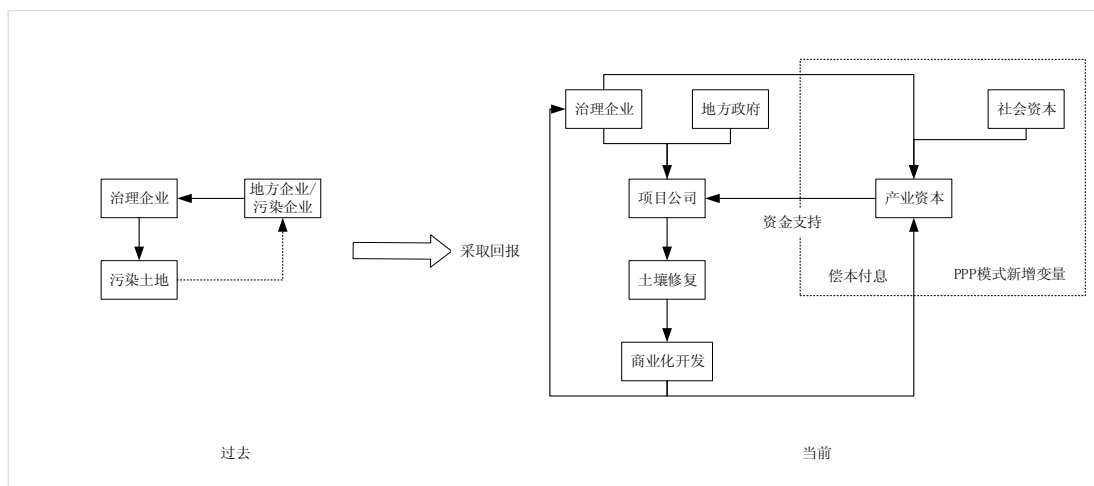 治理企业
地方企业/
污染企业
污染土地
过去
采取回报
治理企业
地方政府
社会资本
项目公司
产业资本
资金支持
土壤修复
偿本付息
PPP模式新增变量
商业化开发
当前